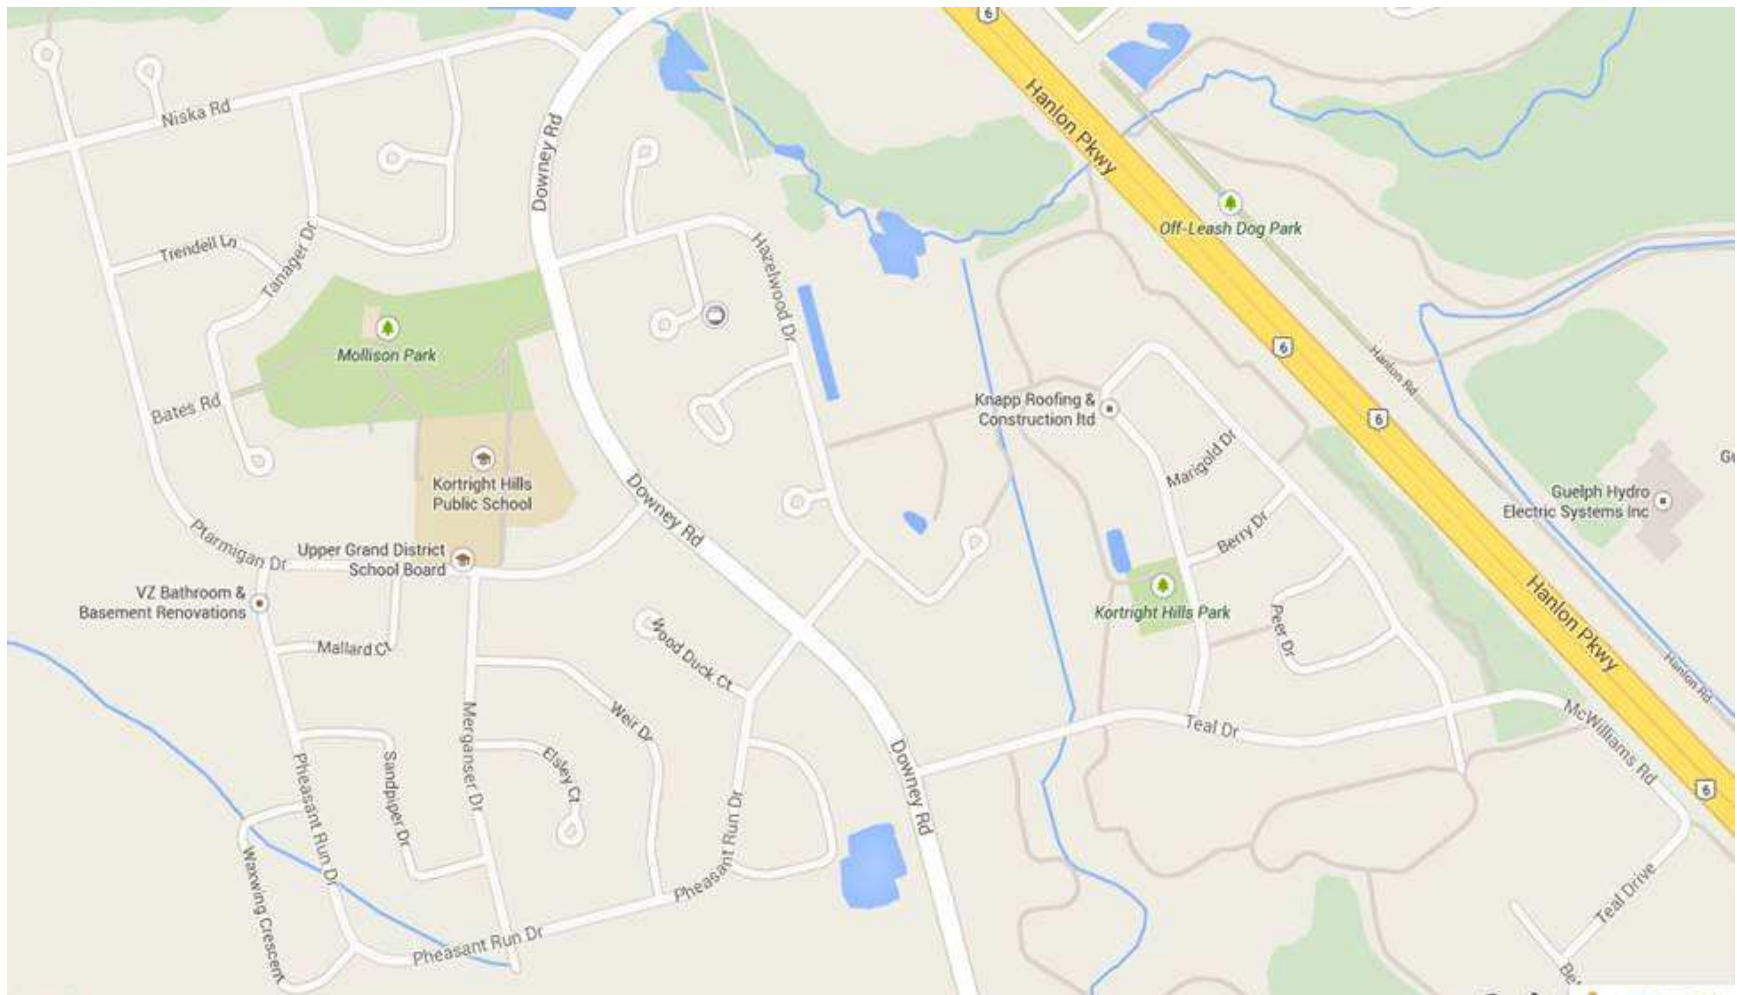 6
Hanlon Pkwy
Niska Rd
Downey Rd
Off-Leash Dog Park
Trendell Ln
Tanager Dr
Hazelwood Dr
6
Mollison Park
Hanlon Rd
Bates Rd
Knapp Roofing &
Construction ltd
6
Marigold Dr
Kortright Hills
Public School
Downey Rd
Guelph Hydro
Electric Systems Inc
Gu
Ptarmigan Dr
Upper Grand District
School Board
Berry Dr
VZ Bathroom &
Basement Renovations
Kortright Hills Park
Hanlon Pkwy
Peer Dr
Mallard Ct
Wood Duck Ct
Hanlon Rd
Weir Dr
Merganser Dr
Teal Dr
McWilliams Rd
Sandpiper Dr
Elsley Ct
Downey Rd
6
Pheasant Run Dr
Pheasant Run Dr
Waxwing Crescent
Teal Drive
Pheasant Run Dr